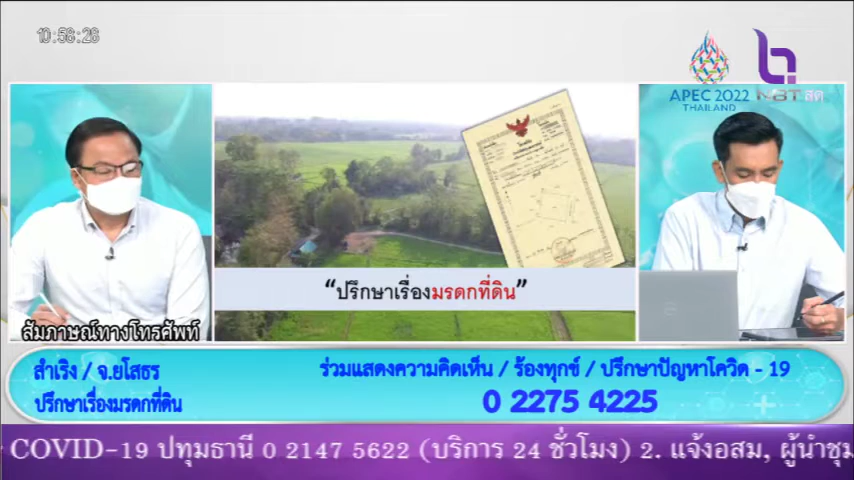 10:58:28
APEC 2022
THAILAND
NBT สด
“ปรึกษาเรื่องมรดกที่ดิน”
สัมภาษณ์ทางโทรศัพท์
สำเริง / จ.ยโสธร
ปรึกษาเรื่องมรดกที่ดิน
ร่วมแสดงความคิดเห็น / ร้องทุกข์ / ปรึกษาปัญหาโควิด - 19
0 2275 4225
COVID-19 ปทุมธานี 0 2147 5622 (บริการ 24 ชั่วโมง) 2. แจ้งอสม, ผู้นำชุม